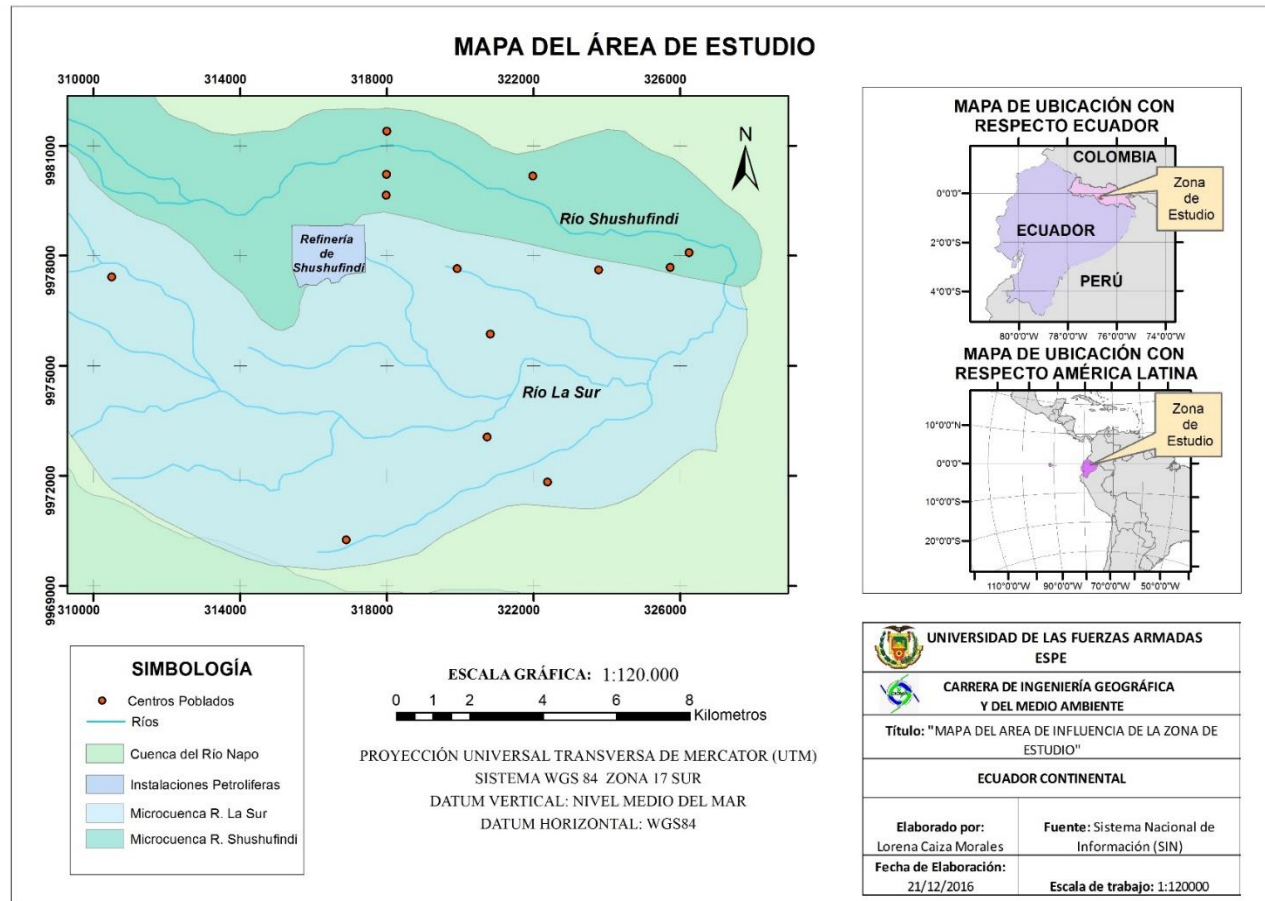 MAPA DEL ÁREA DE ESTUDIO
310000 314000 318000 322000 326000
9981000
9978000
9975000
9972000
9969000
N
Río Shushufindi
Refinería
de
Shushufindi
Río La Sur
310000 314000 318000 322000 326000
SIMBOLOGÍA
Centros Poblados
Ríos
Cuenca del Río Napo
Instalaciones Petrolíferas
Microcuenca R. La Sur
Microcuenca R. Shushufindi
ESCALA GRÁFICA: 1:120.000
0 2 4 6 8
Kilometros
PROYECCIÓN UNIVERSAL TRANSVERSA DE MERCATOR (UTM)
SISTEMA WGS 84 ZONA 17 SUR
DATUM VERTICAL: NIVEL MEDIO DEL MAR
DATUM HORIZONTAL: WGS84
MAPA DE UBICACIÓN CON
RESPECTO ECUADOR
COLOMBIA
Zona
de
Estudio
ECUADOR
PERÚ
0°0'0"
2°0'0"S
4°0'0"S
80°0'0"W 78°0'0"W 76°0'0"W 74°0'0"W
MAPA DE UBICACIÓN CON
RESPECTO AMÉRICA LATINA
Zona
de
Estudio
10°0'0"N
0°0'0"
10°0'0"S
20°0'0"S
110°0'0"W 90°0'0"W 70°0'0"W 50°0'0"W
UNIVERSIDAD DE LAS FUERZAS ARMADAS
ESPE
CARRERA DE INGENIERÍA GEOGRÁFICA
Y DEL MEDIO AMBIENTE
Título: "MAPA DEL AREA DE INFLUENCIA DE LA ZONA DE
ESTUDIO"
ECUADOR CONTINENTAL
Elaborado por:
Lorena Caiza Morales
Fuente: Sistema Nacional de
Información (SIN)
Fecha de Elaboración:
21/12/2016
Escala de trabajo: 1:120000